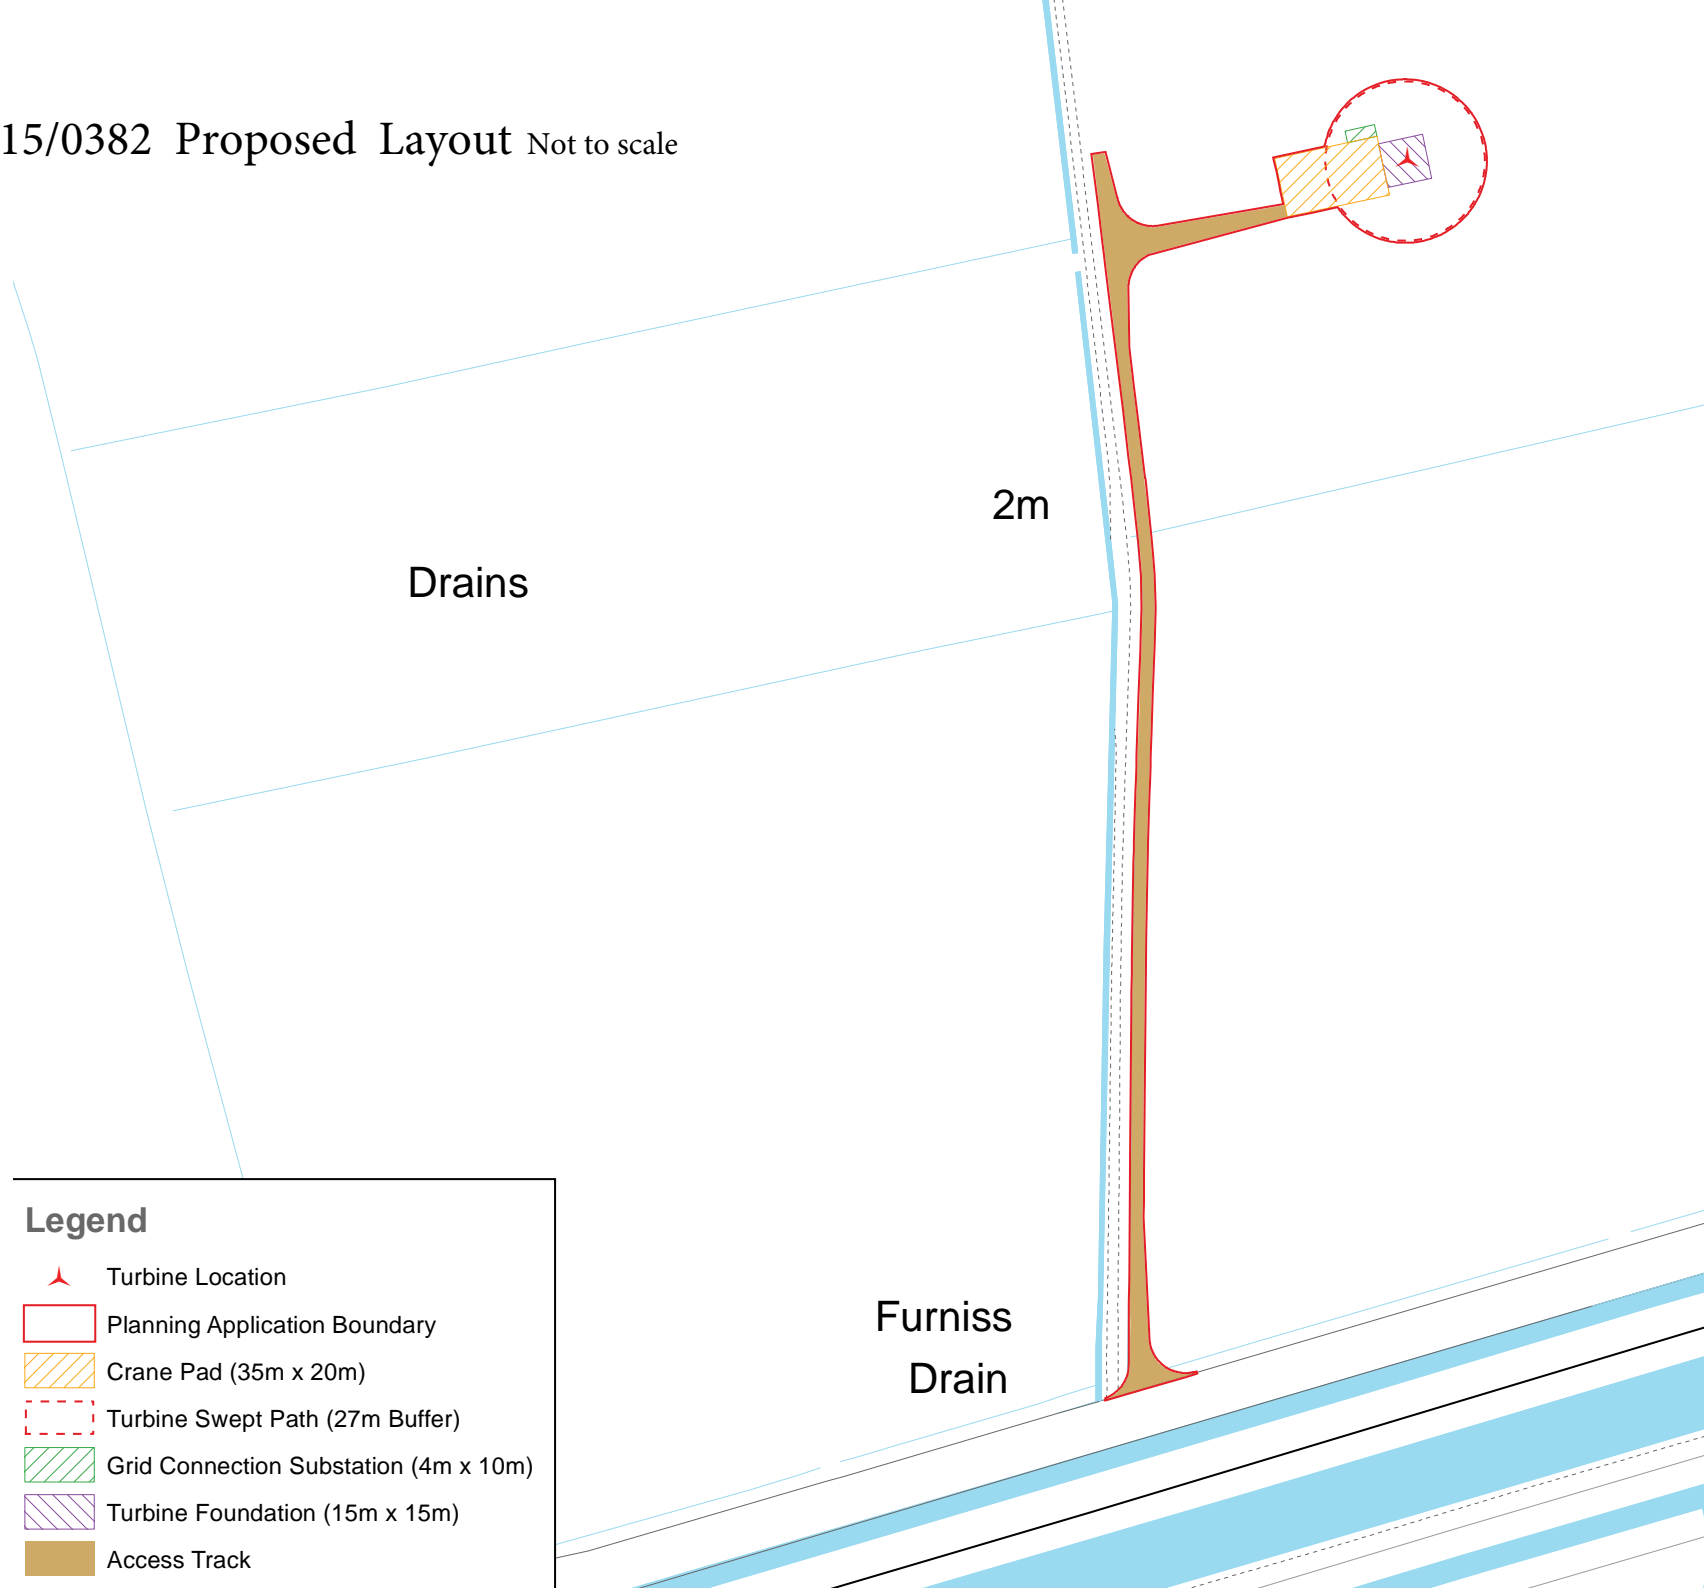 15/0382 Proposed Layout Not to scale
2m
Drains
Furniss
Drain
Legend
Turbine Location
Planning Application Boundary
Crane Pad (35m x 20m)
Turbine Swept Path (27m Buffer)
Grid Connection Substation (4m x 10m)
Turbine Foundation (15m x 15m)
Access Track